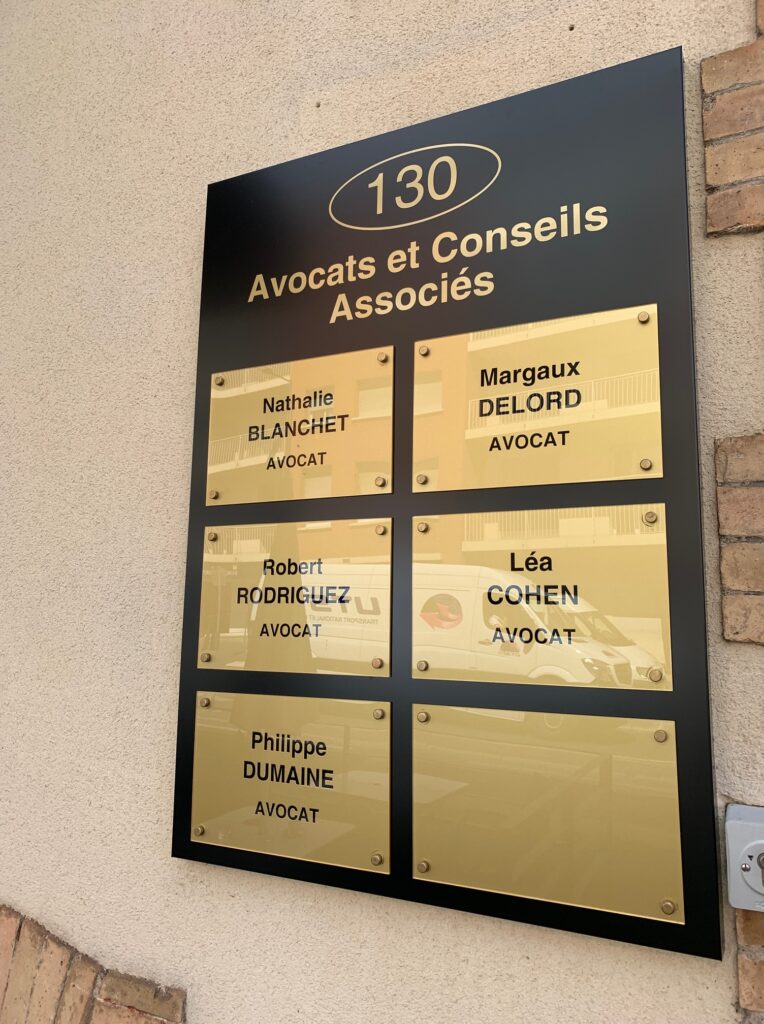 130
Avocats et Conseils
Associés
Nathalie
BLANCHET
AVOCAT
Margaux
DELORD
AVOCAT
Robert
RODRIGUEZ
AVOCAT
Léa
COHEN
AVOCAT
Philippe
DUMAINE
AVOCAT